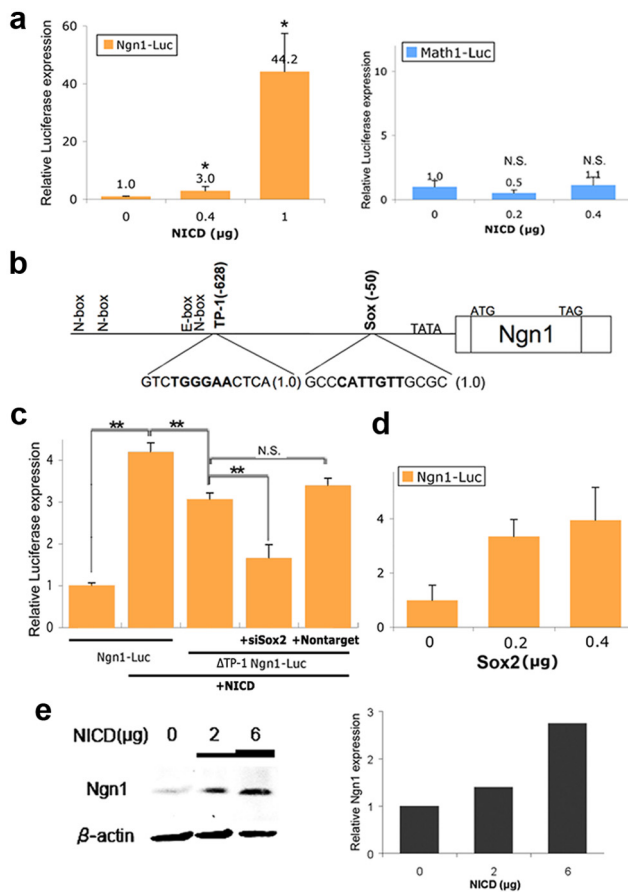 a
Relative Luciferase expression
60
40
20
0
Ngn1-Luc
1.0
*
3.0
*
44.2
0
0.4
1
NICD (μg)
Relative Luciferase expression
10
5
0
Math1-Luc
1.0
N.S.
0.5
N.S.
1.1
0
0.2
0.4
NICD (μg)
b
N-box
N-box
E-box
N-box
TP-1(-628)
Sox (-50)
TATA
ATG
TAG
Ngn1
GTCTGGGAACTCA(1.0)
GCCCATTGTTGCGC (1.0)
c
Relative Luciferase expression
4
3
2
1
0
**
**
N.S.
**
+siSox2 +Nontarget
Ngn1-Luc
ΔTP-1 Ngn1-Luc
+NICD
d
Ngn1-Luc
4
2
0
0
0.2
0.4
Sox2(μg)
e
NICD(μg) 0 2 6
Ngn1
β-actin
Relative Ngn1 expression
3
2
1
0
0
2
6
NICD (μg)